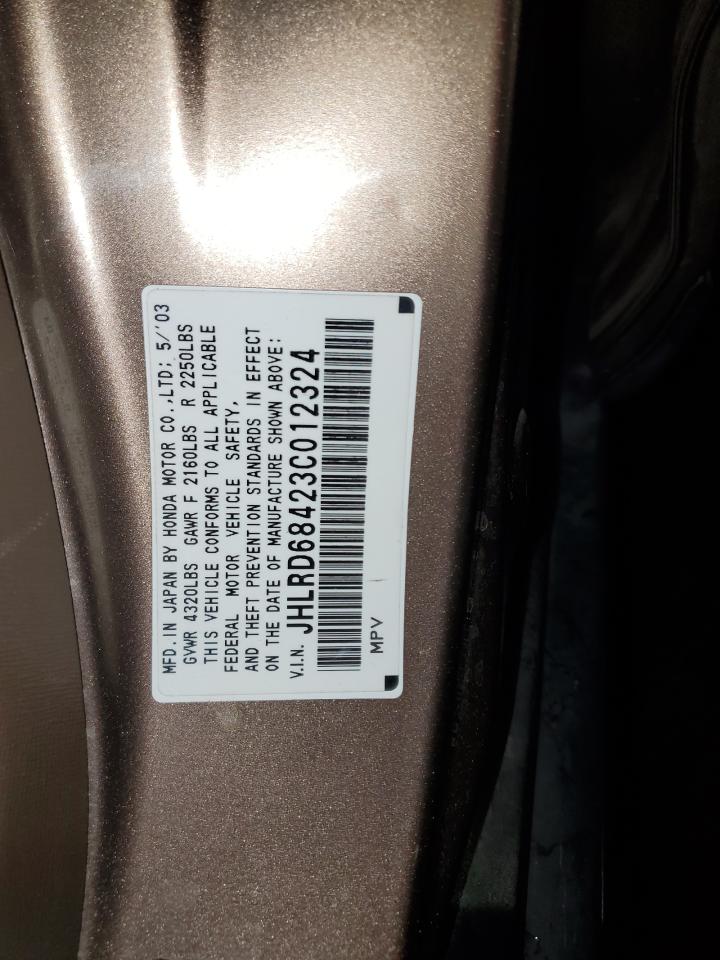 MFD. IN JAPAN BY HONDA MOTOR CO.,LTD; 5/'03
GVWR 4320LBS GAWR F 2160LBS R 2250LBS
THIS VEHICLE CONFORMS TO ALL APPLICABLE
FEDERAL MOTOR VEHICLE SAFETY,
AND THEFT PREVENTION STANDARDS IN EFFECT
ON THE DATE OF MANUFACTURE SHOWN ABOVE:
V.I.N. JHLRD68423C012324
MPV